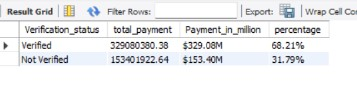 Result Grid Filter Rows: Export: Wrap Cell Co
Verification_status total_payment Payment_in_million percentage
Verified 329080380.38 $329.08M 68.21%
Not Verified 153401922.64 $153.40M 31.79%